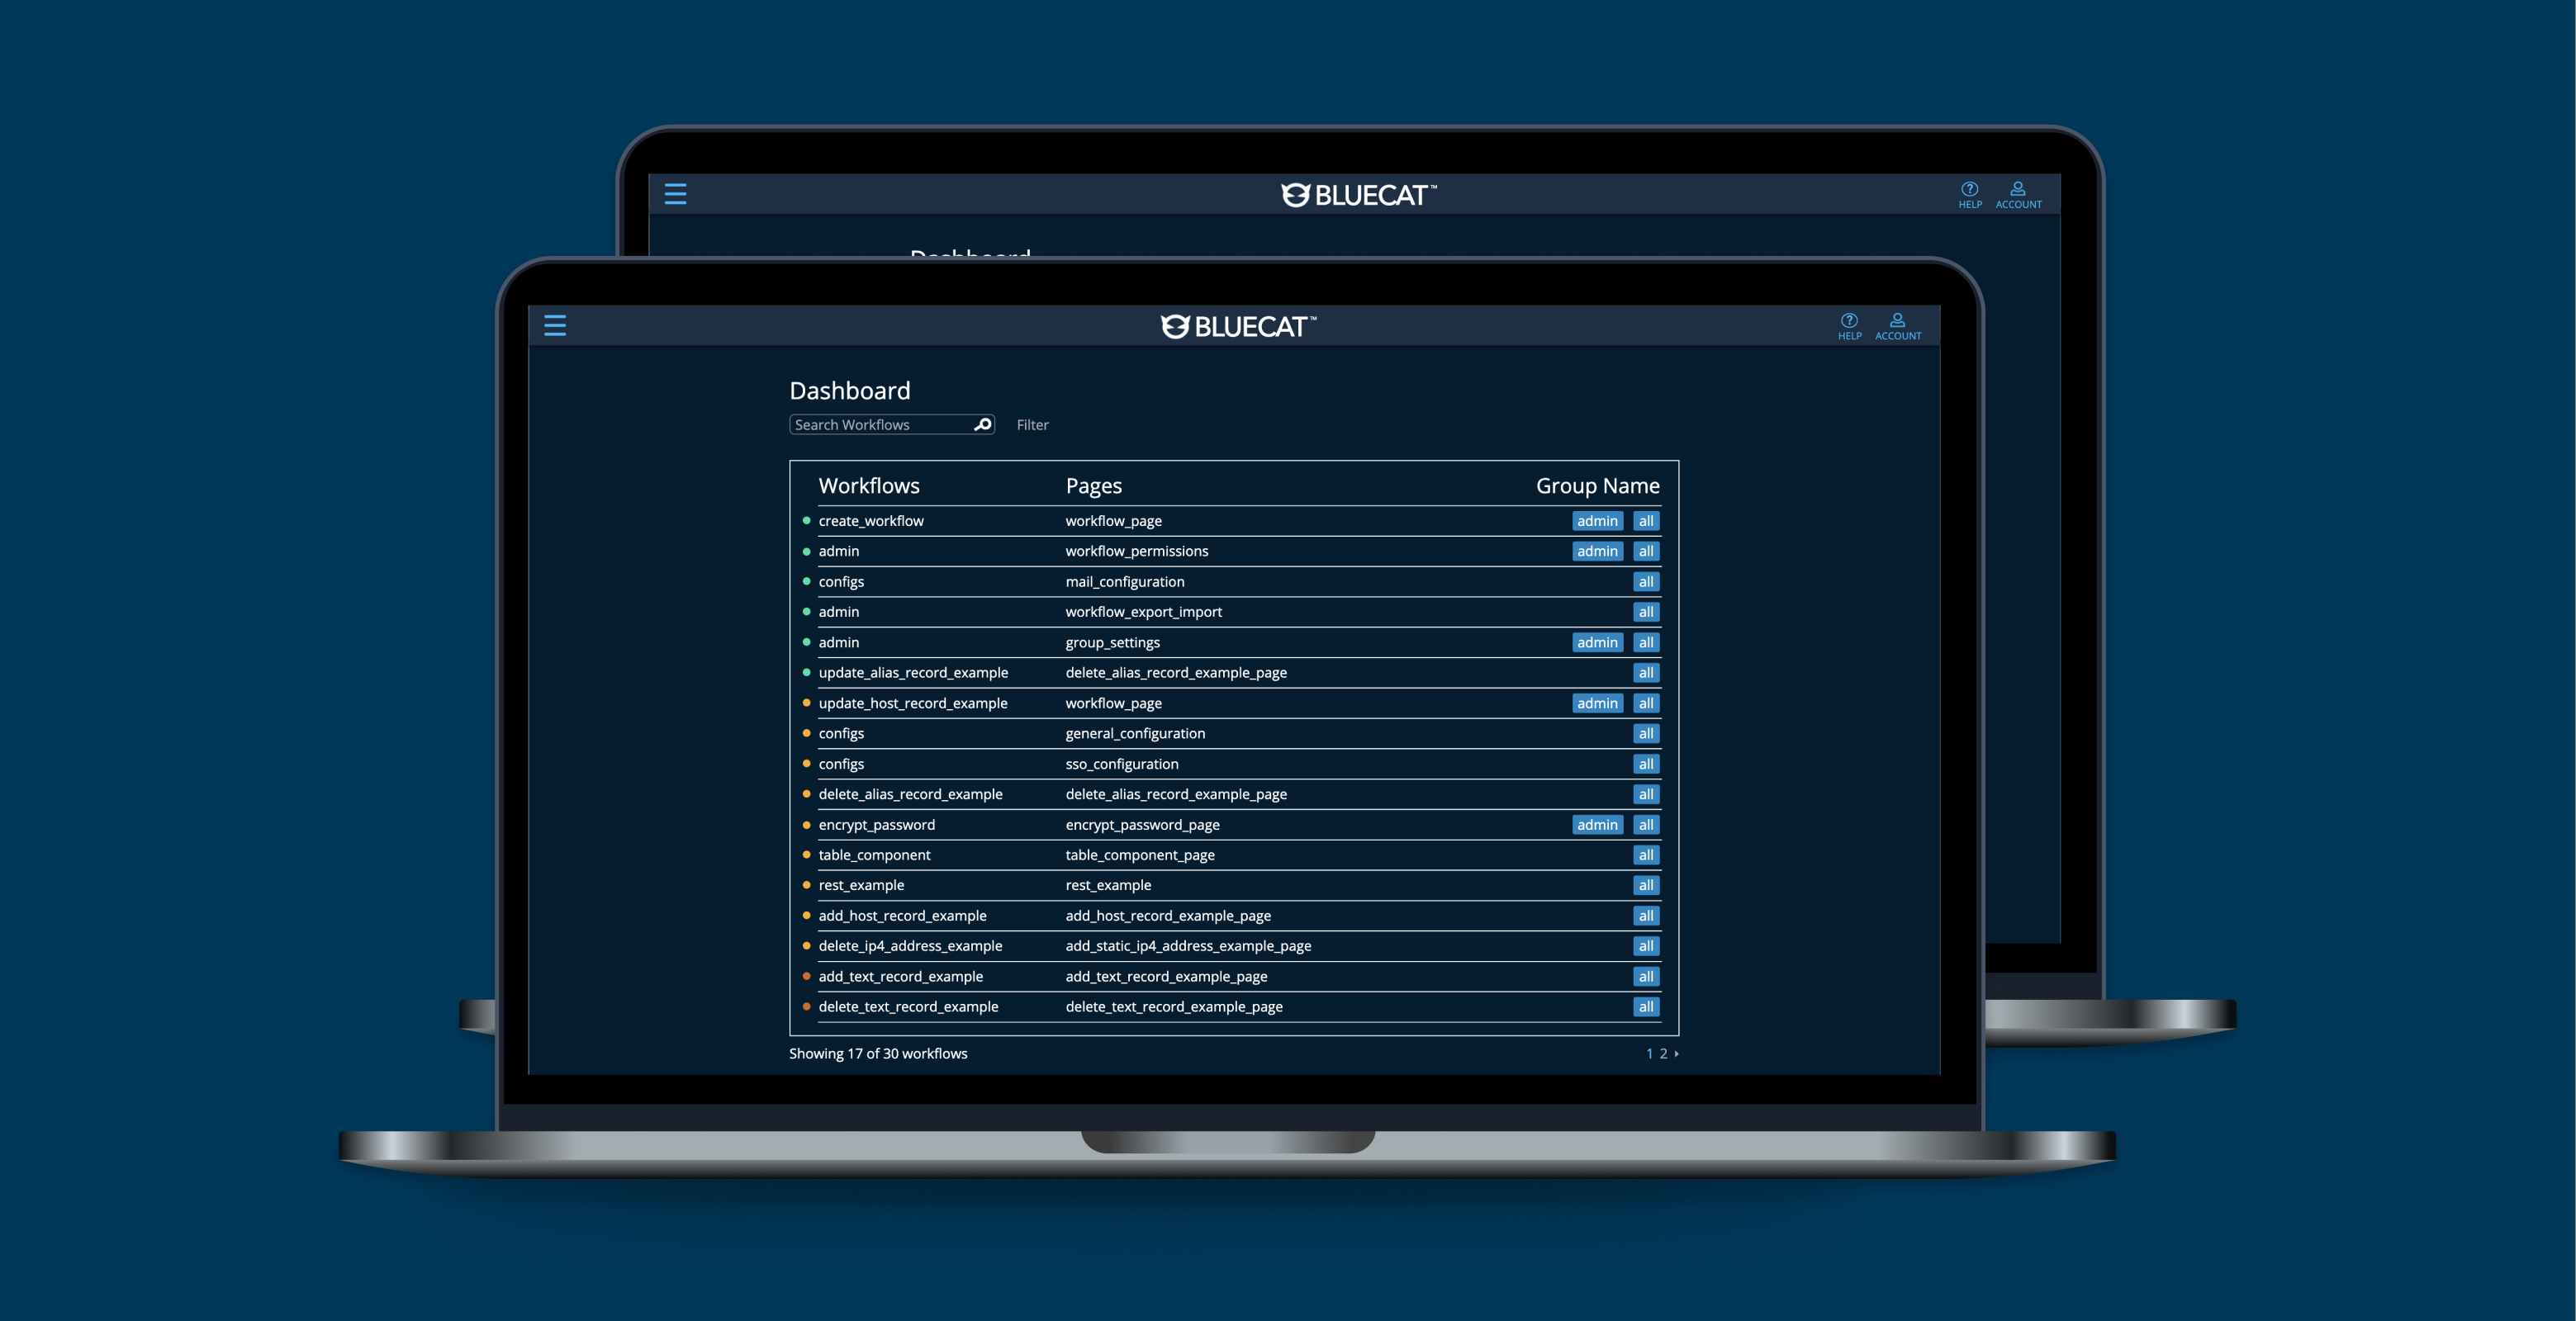 BLUECAT™
HELP ACCOUNT
Dashboard
BLUECAT™
HELP ACCOUNT
Dashboard
Search Workflows Filter
Workflows Pages Group Name
create_workflow workflow_page admin all
admin workflow_permissions admin all
configs mail_configuration all
admin workflow_export_import all
admin group_settings admin all
update_alias_record_example delete_alias_record_example_page all
update_host_record_example workflow_page admin all
configs general_configuration all
configs sso_configuration all
delete_alias_record_example delete_alias_record_example_page all
encrypt_password encrypt_password_page admin all
table_component table_component_page all
rest_example rest_example all
add_host_record_example add_host_record_example_page all
delete_ip4_address_example add_static_ip4_address_example_page all
add_text_record_example add_text_record_example_page all
delete_text_record_example delete_text_record_example_page all
Showing 17 of 30 workflows 1 2